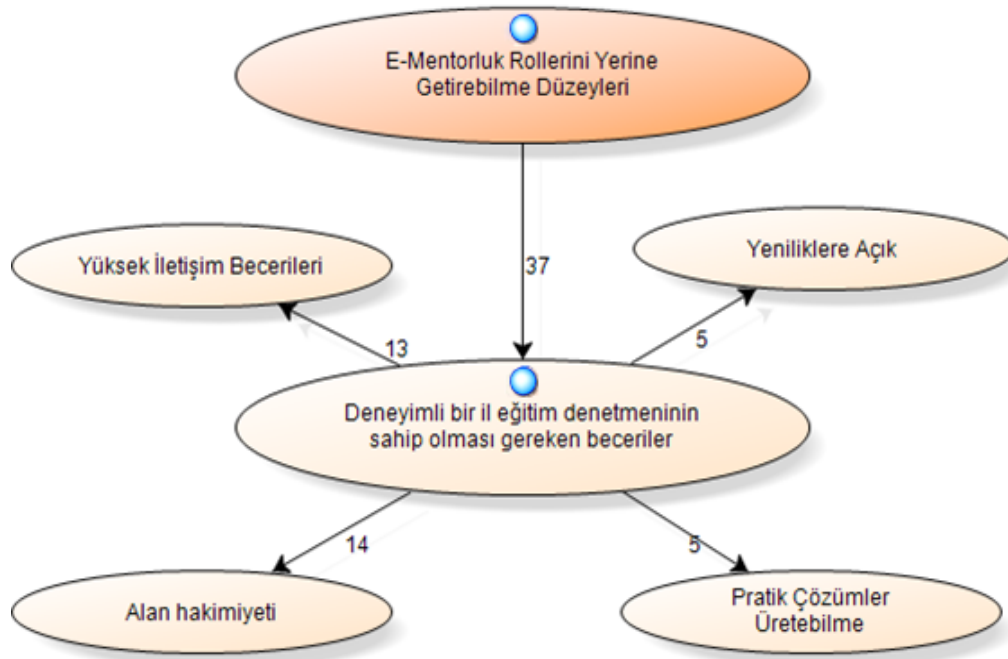 E-Mentorluk Rollerini Yerine
Getirebilme Düzeyleri
Yüksek İletişim Becerileri
Yeniliklere Açık
37
13
5
Deneyimli bir il eğitim denetmeninin
sahip olması gereken beceriler
14
5
Alan hakimiyeti
Pratik Çözümler
Üretebilme